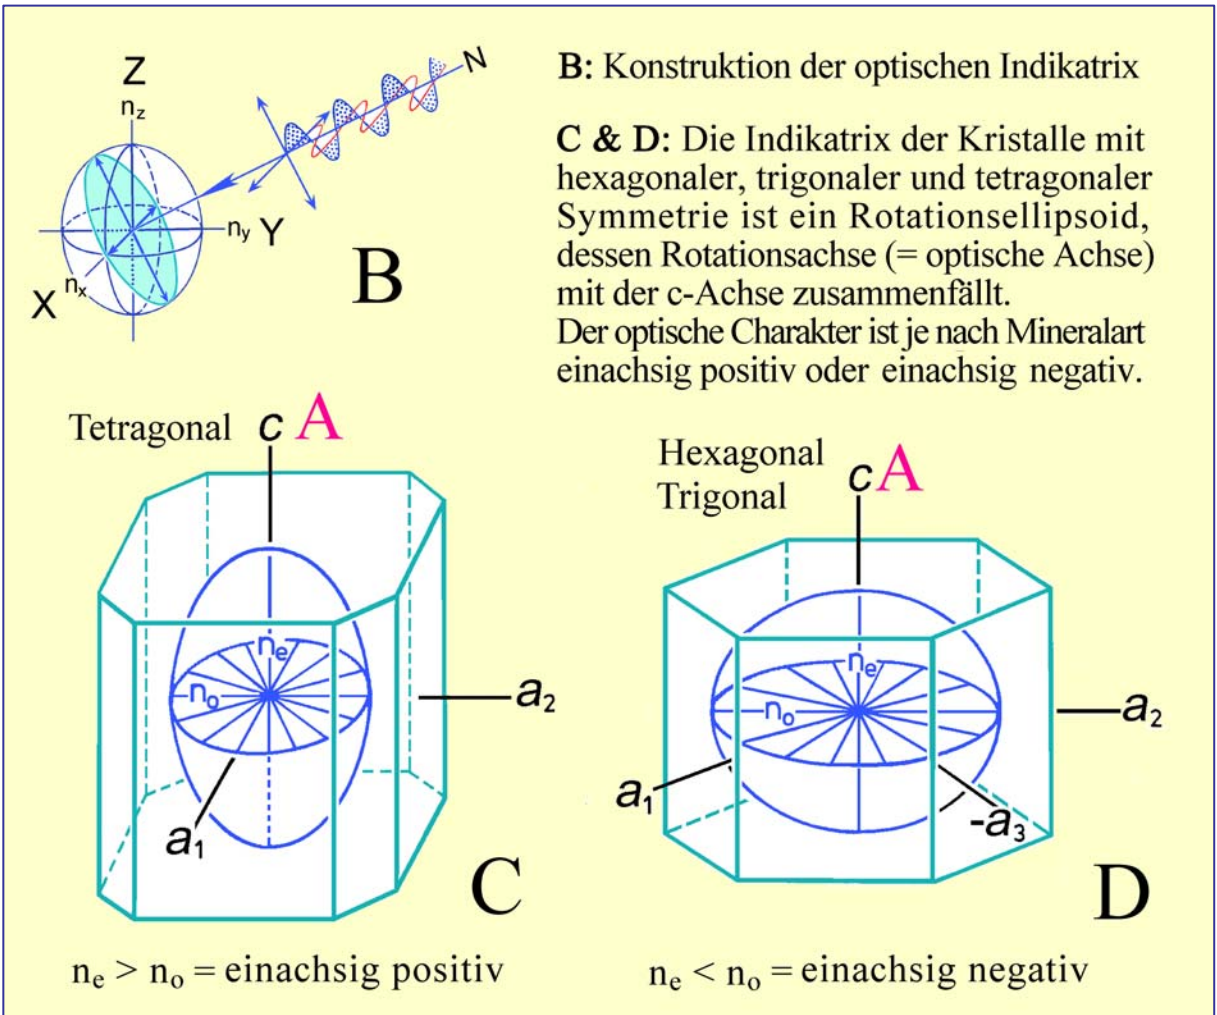 Z
n_z
N
n_y Y
n_x
X
B
B: Konstruktion der optischen Indikatrix
C & D: Die Indikatrix der Kristalle mit
hexagonaler, trigonaler und tetragonaler
Symmetrie ist ein Rotationsellipsoid,
dessen Rotationsachse (= optische Achse)
mit der c-Achse zusammenfällt.
Der optische Charakter ist je nach Mineralart
einachsig positiv oder einachsig negativ.
Tetragonal c A
n_e
n_o
a_2
a_1
C
n_e > n_o = einachsig positiv
Hexagonal
Trigonal
c A
n_e
n_o
a_2
a_1
-a_3
D
n_e < n_o = einachsig negativ